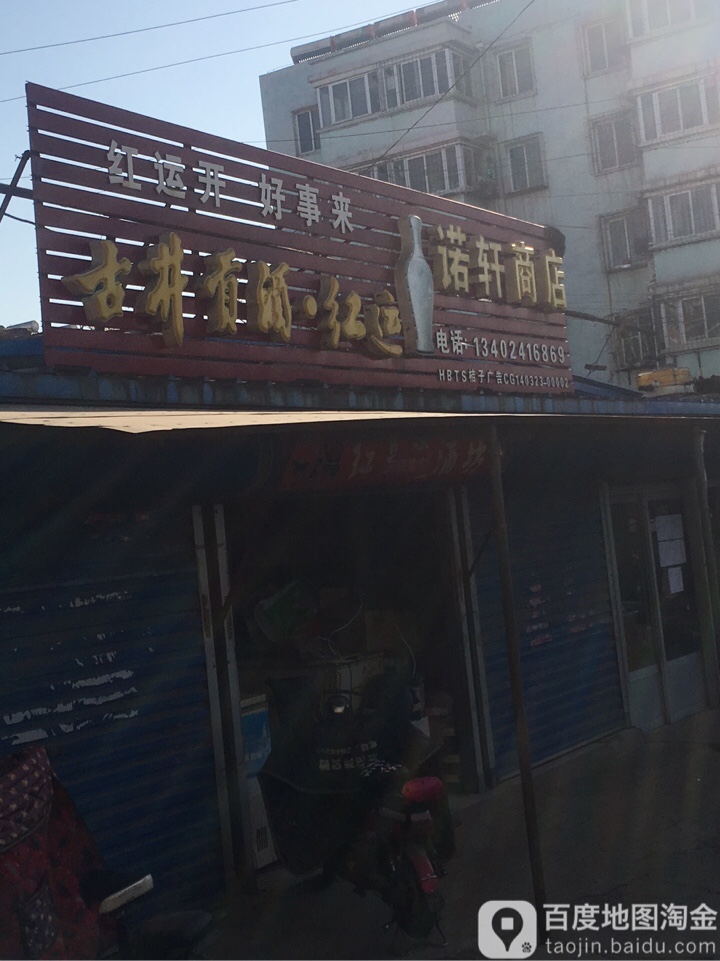 红运开 好事来
古井贡酒·红运
诺轩商店
电话 13402416869
HBTS桔子广告CG140323-00002
百度地图淘金
taojin.baidu.com